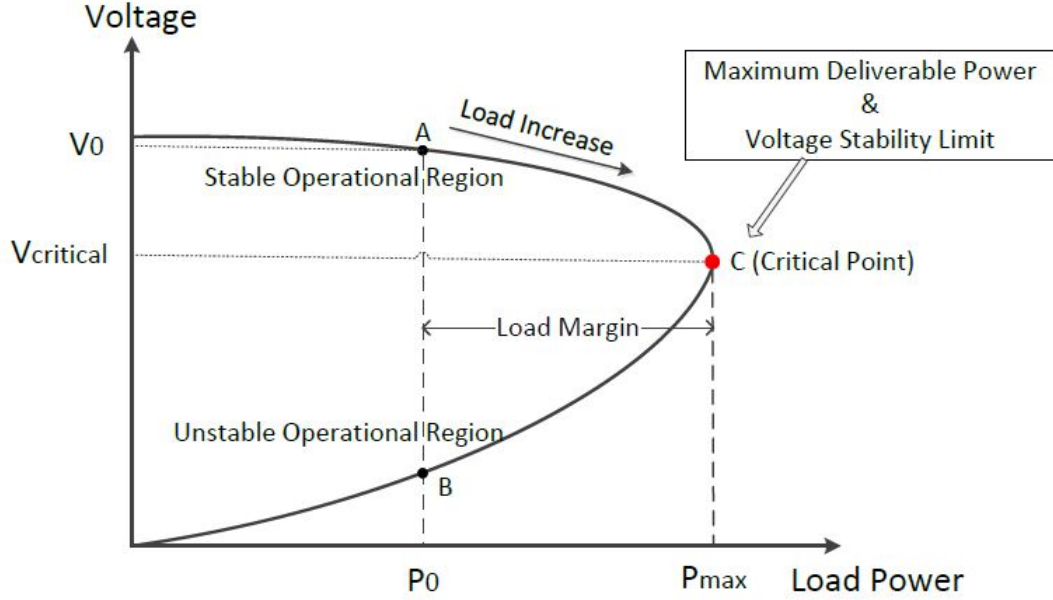 Voltage
Maximum Deliverable Power
&
Voltage Stability Limit
Load Increase
A
V0
Stable Operational Region
Vcritical
C (Critical Point)
Load Margin
Unstable Operational Region
B
P0
Pmax
Load Power